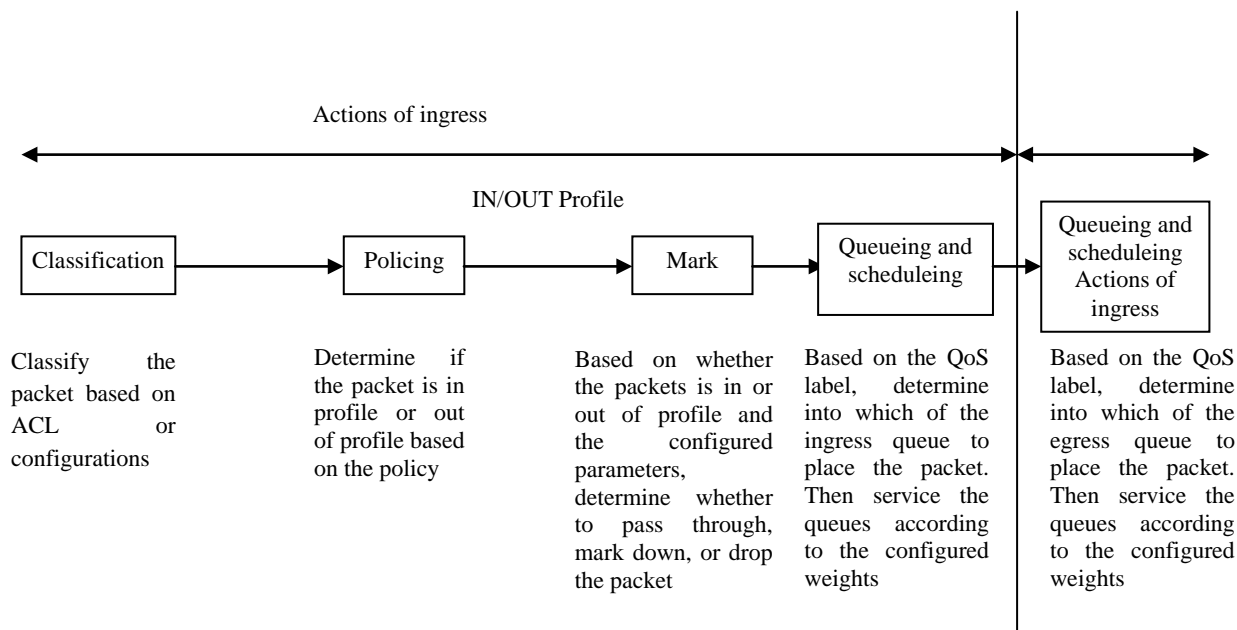 Actions of ingress
IN/OUT Profile
Classification
Policing
Mark
Queueing and
scheduleing
Queueing and
scheduleing
Actions of
ingress
Classify the
packet based on
ACL or
configurations
Determine if
the packet is in
profile or out
of profile based
on the policy
Based on whether
the packets is in or
out of profile and
the configured
parameters,
determine whether
to pass through,
mark down, or drop
the packet
Based on the QoS
label, determine
into which of the
ingress queue to
place the packet.
Then service the
queues according
to the configured
weights
Based on the QoS
label, determine
into which of the
egress queue to
place the packet.
Then service the
queues according
to the configured
weights